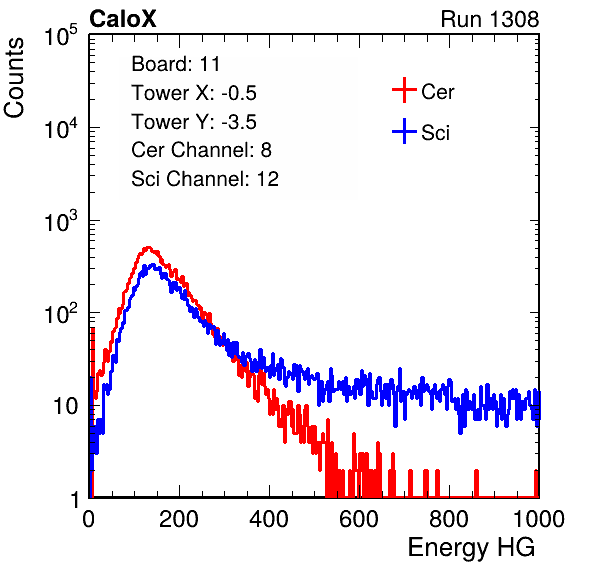 CaloX Run 1308
Counts
Board: 11
Tower X: -0.5
Tower Y: -3.5
Cer Channel: 8
Sci Channel: 12
Cer
Sci
10^5
10^4
10^3
10^2
10
1
0 200 400 600 800 1000
Energy HG